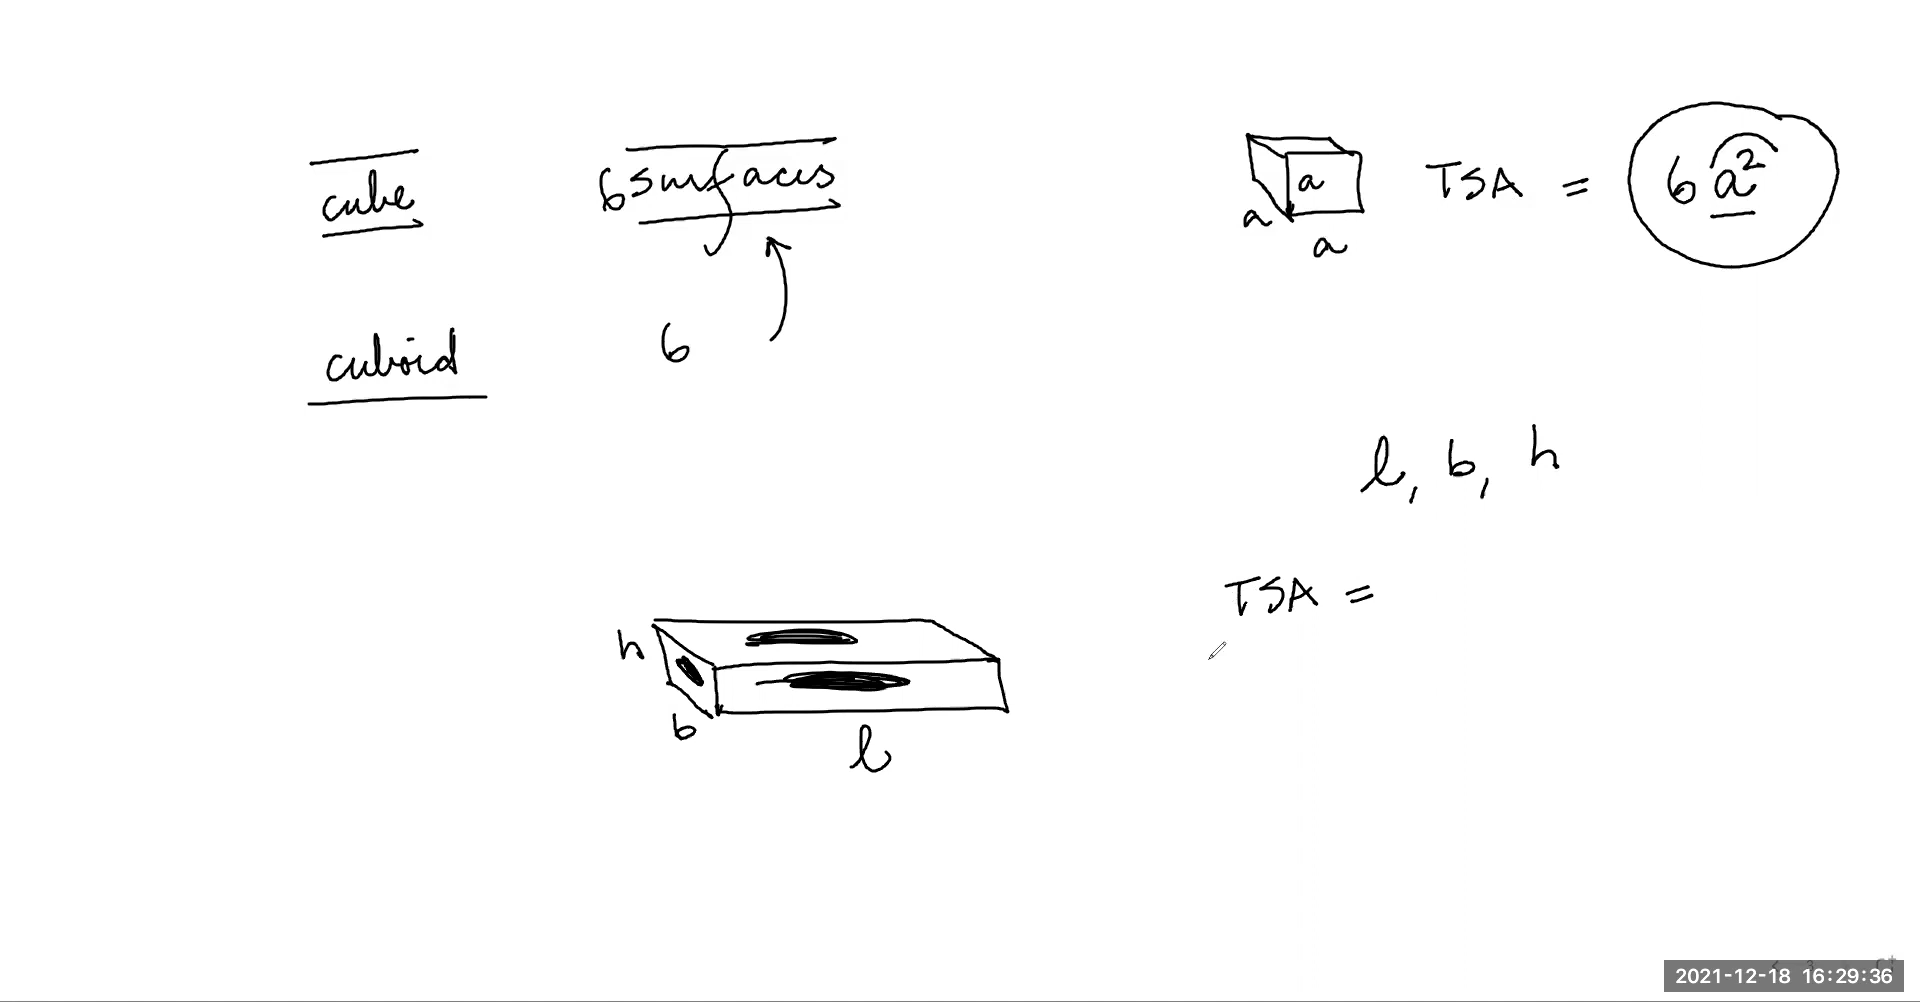 cube 6 surfaces
a
a
a
TSA = 6a²
cuboid 6
l, b, h
TSA =
h
b
l
2021-12-18 16:29:36